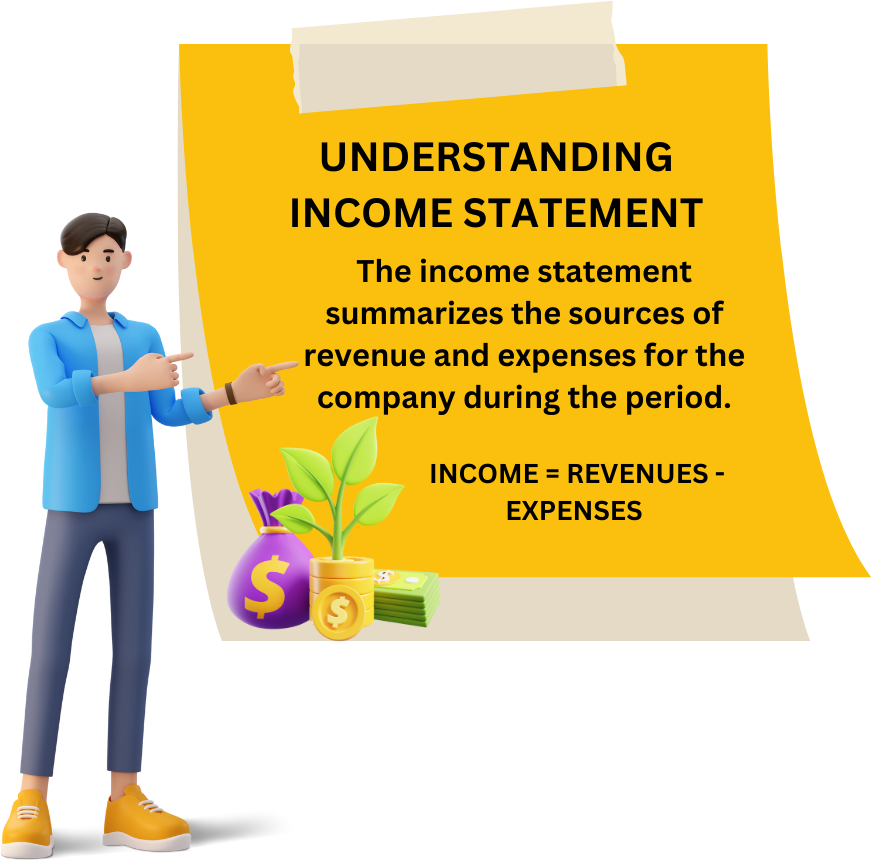 UNDERSTANDING
INCOME STATEMENT
The income statement
summarizes the sources of
revenue and expenses for the
company during the period.
INCOME = REVENUES -
EXPENSES
$
$